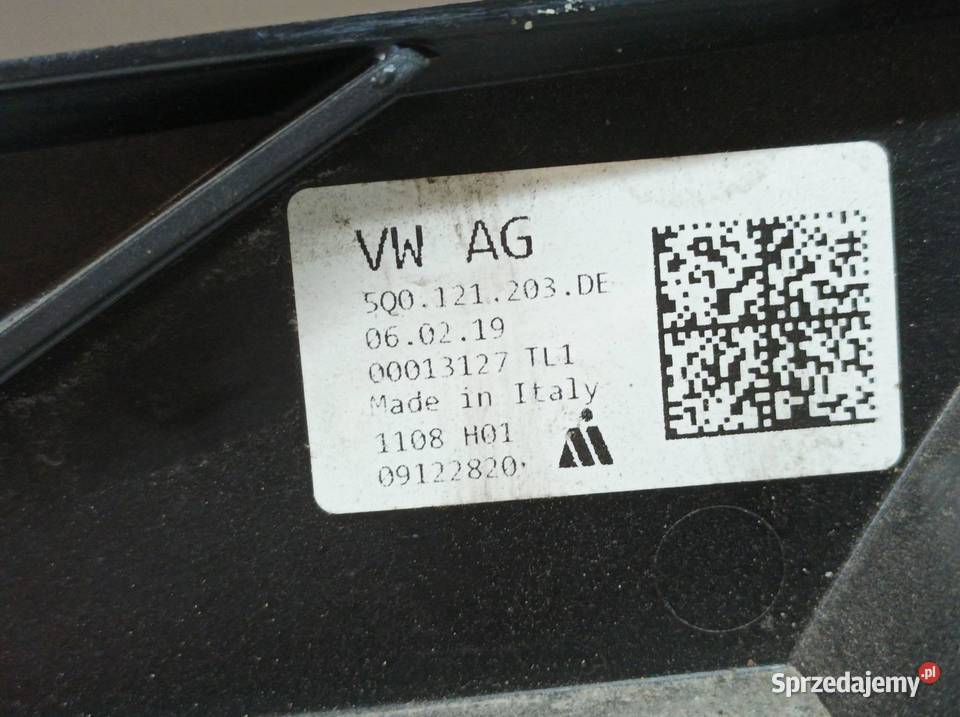 VW AG
5Q0.121.203.DE
06.02.19
00013127 TL1
Made in Italy
1108 H01
09122820
Sprzedajemy.pl